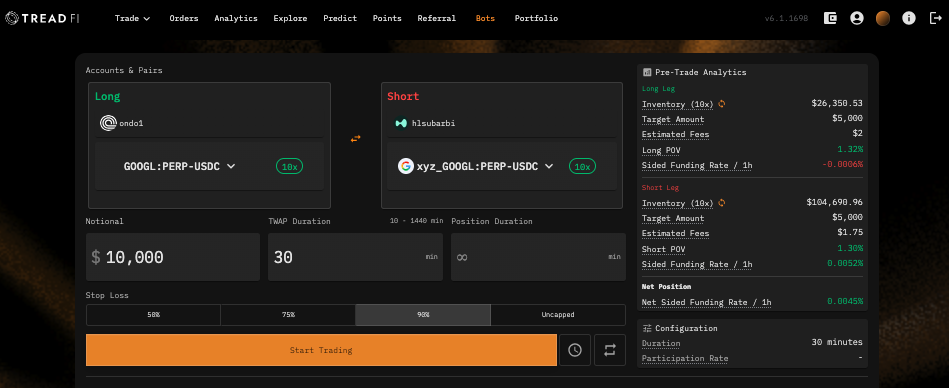 TREAD FI
Trade Orders Analytics Explore Predict Points Referral Bots Portfolio v6.1.1698
Accounts & Pairs
Long
ondo1
GOOGL:PERP-USDC 10x
Short
hlsubarbi
xyz_GOOGL:PERP-USDC 10x
Notional
$ 10,000
TWAP Duration 10 - 1440 min
30 min
Position Duration
∞ min
Stop Loss
50% 75% 90% Uncapped
Start Trading
Pre-Trade Analytics
Long Leg
Inventory (10x) $26,350.53
Target Amount $5,000
Estimated Fees $2
Long POV 1.32%
Sided Funding Rate / 1h -0.0006%
Short Leg
Inventory (10x) $104,690.96
Target Amount $5,000
Estimated Fees $1.75
Short POV 1.30%
Sided Funding Rate / 1h 0.0052%
Net Position
Net Sided Funding Rate / 1h 0.0045%
Configuration
Duration 30 minutes
Participation Rate -